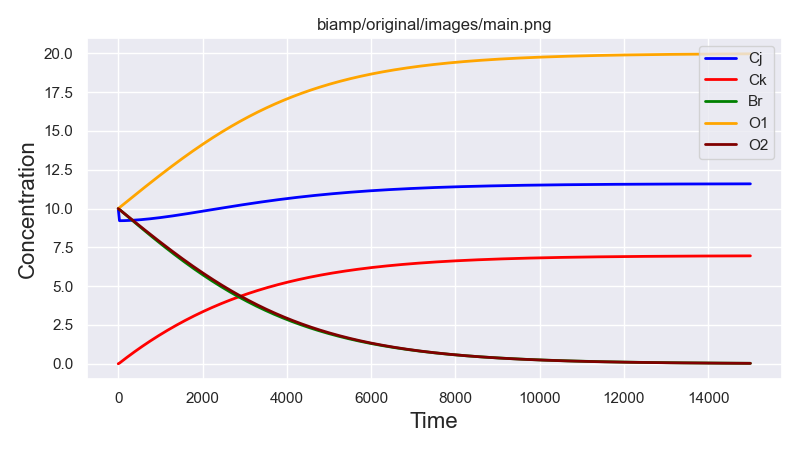 biamp/original/images/main.png
20.0
17.5
15.0
12.5
10.0
7.5
5.0
2.5
0.0
Concentration
Cj
Ck
Br
O1
O2
0 2000 4000 6000 8000 10000 12000 14000
Time